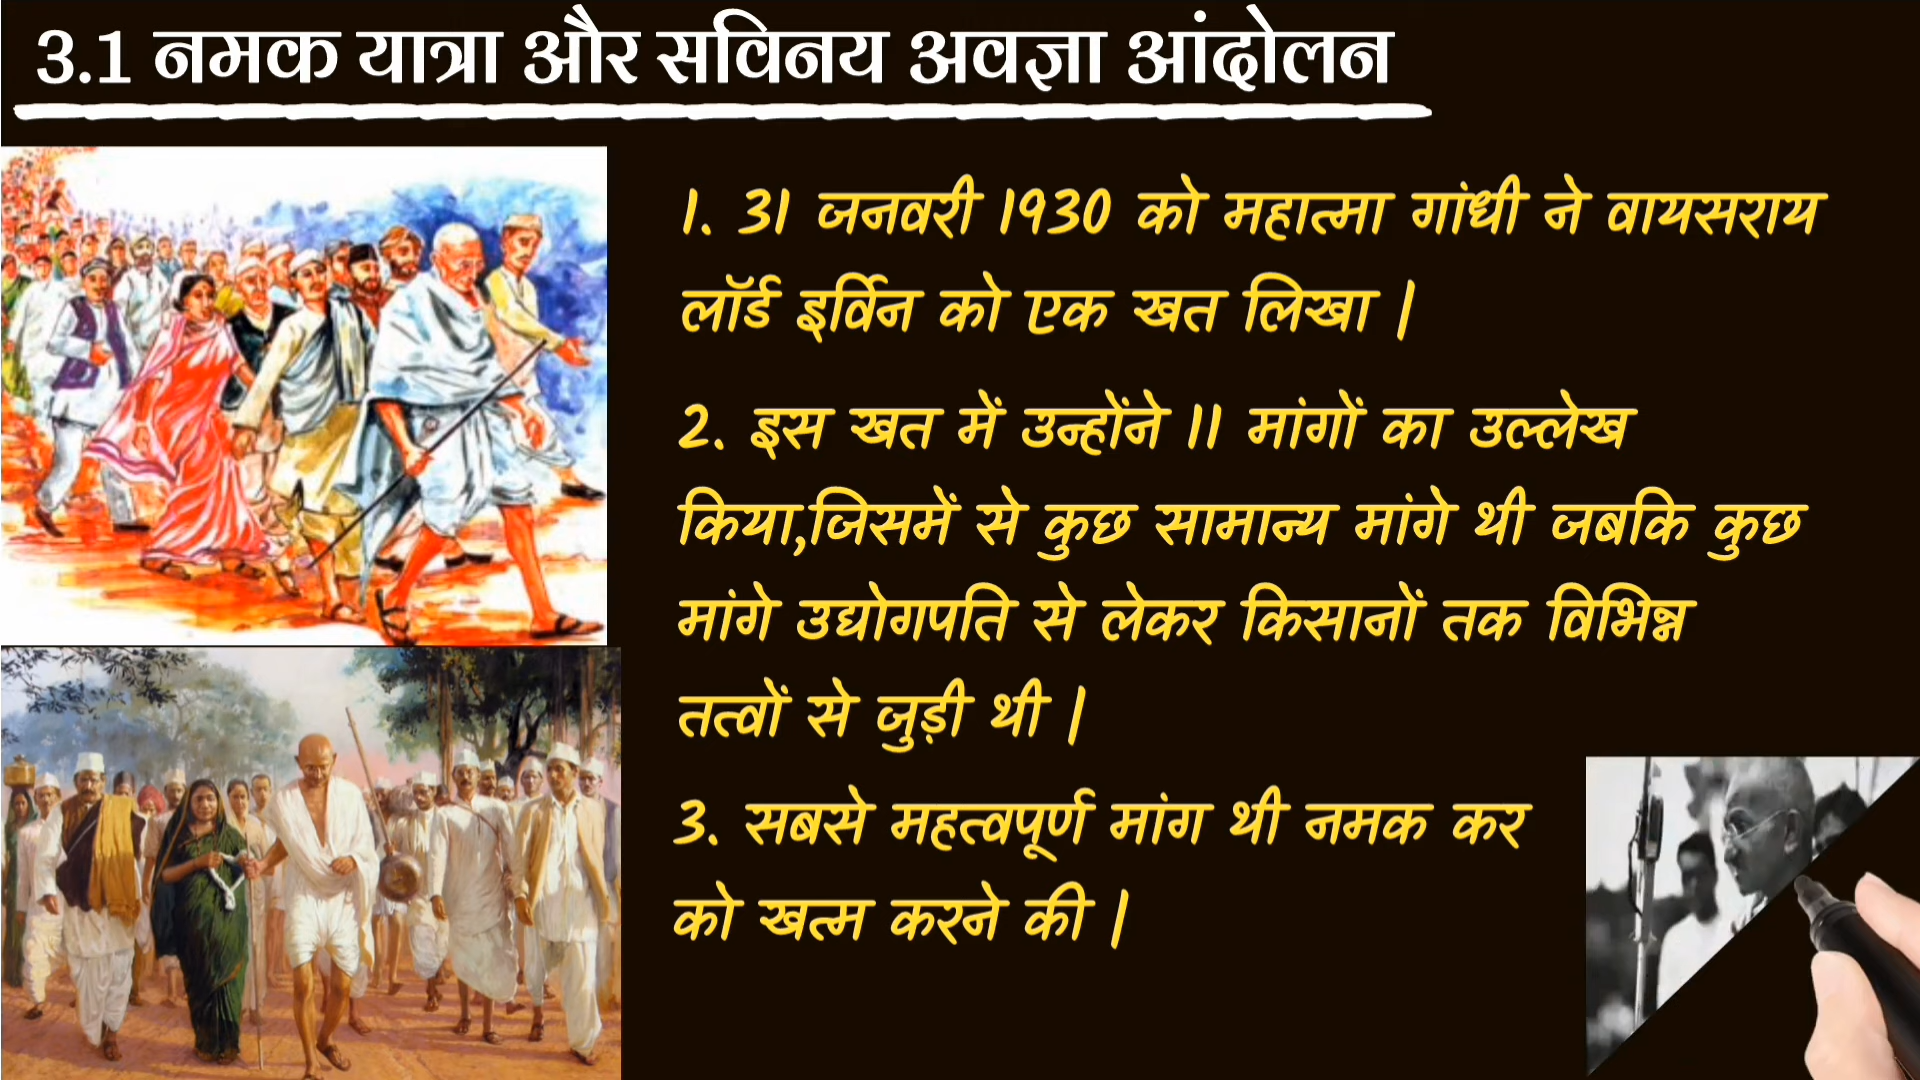 3.1 नमक यात्रा और सविनय अवज्ञा आंदोलन
1. 31 जनवरी 1930 को महात्मा गांधी ने वायसराय
लॉर्ड इर्विन को एक खत लिखा |
2. इस खत में उन्होंने 11 मांगों का उल्लेख
किया,जिसमें से कुछ सामान्य मांगे थी जबकि कुछ
मांगे उद्योगपति से लेकर किसानों तक विभिन्न
तत्वों से जुड़ी थी |
3. सबसे महत्वपूर्ण मांग थी नमक कर
को खत्म करने की |